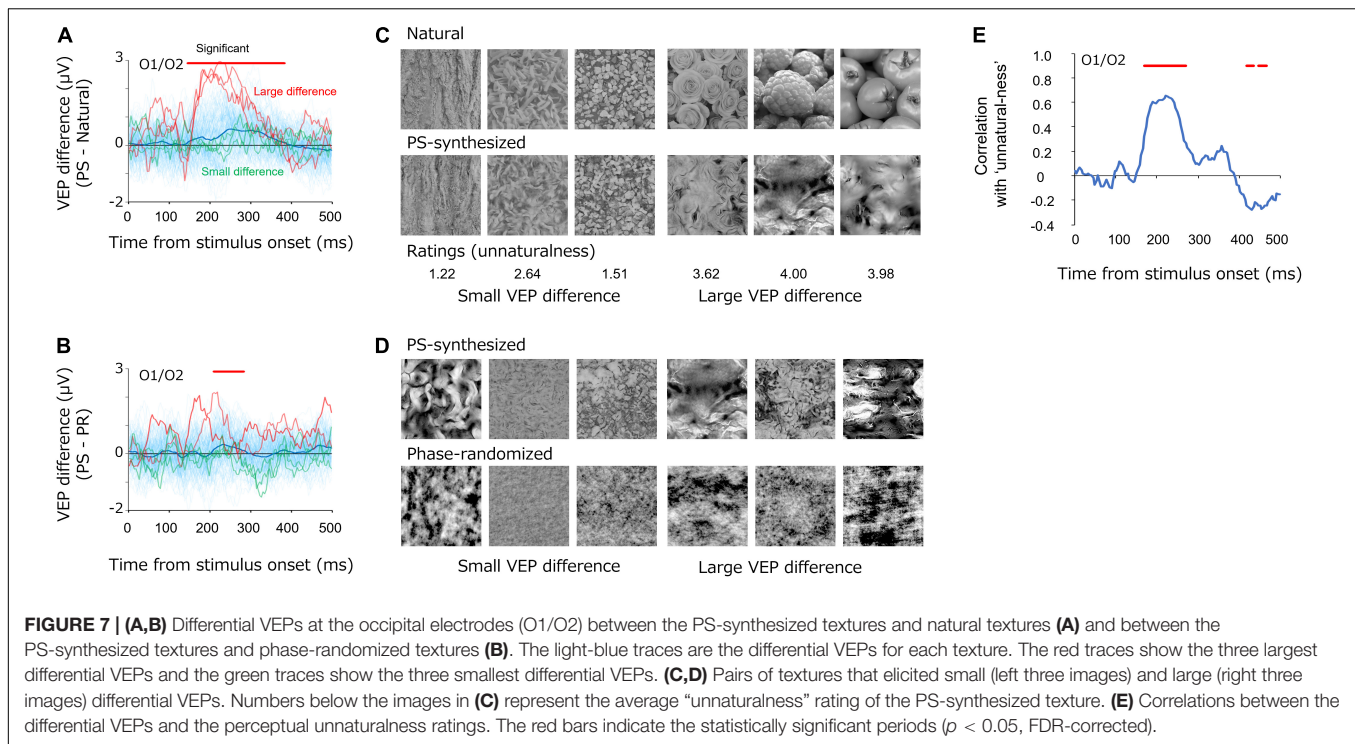 A
3
Significant
O1/O2
Large difference
0
Small difference
-2
VEP difference (µV)
(PS - Natural)
0 100 200 300 400 500
Time from stimulus onset (ms)
B
3
O1/O2
0
-2
VEP difference (µV)
(PS - PR)
0 100 200 300 400 500
Time from stimulus onset (ms)
C
Natural
PS-synthesized
Ratings (unnaturalness)
1.22 2.64 1.51 3.62 4.00 3.98
Small VEP difference Large VEP difference
D
PS-synthesized
Phase-randomized
Small VEP difference Large VEP difference
E
1.0
O1/O2
0.8
0.6
0.4
0.2
0
-0.2
-0.4
Correlation
with 'unnatural-ness'
0 100 200 300 400 500
Time from stimulus onset (ms)
FIGURE 7 | (A,B) Differential VEPs at the occipital electrodes (O1/O2) between the PS-synthesized textures and natural textures (A) and between the
PS-synthesized textures and phase-randomized textures (B). The light-blue traces are the differential VEPs for each texture. The red traces show the three largest
differential VEPs and the green traces show the three smallest differential VEPs. (C,D) Pairs of textures that elicited small (left three images) and large (right three
images) differential VEPs. Numbers below the images in (C) represent the average “unnaturalness” rating of the PS-synthesized texture. (E) Correlations between the
differential VEPs and the perceptual unnaturalness ratings. The red bars indicate the statistically significant periods (p < 0.05, FDR-corrected).